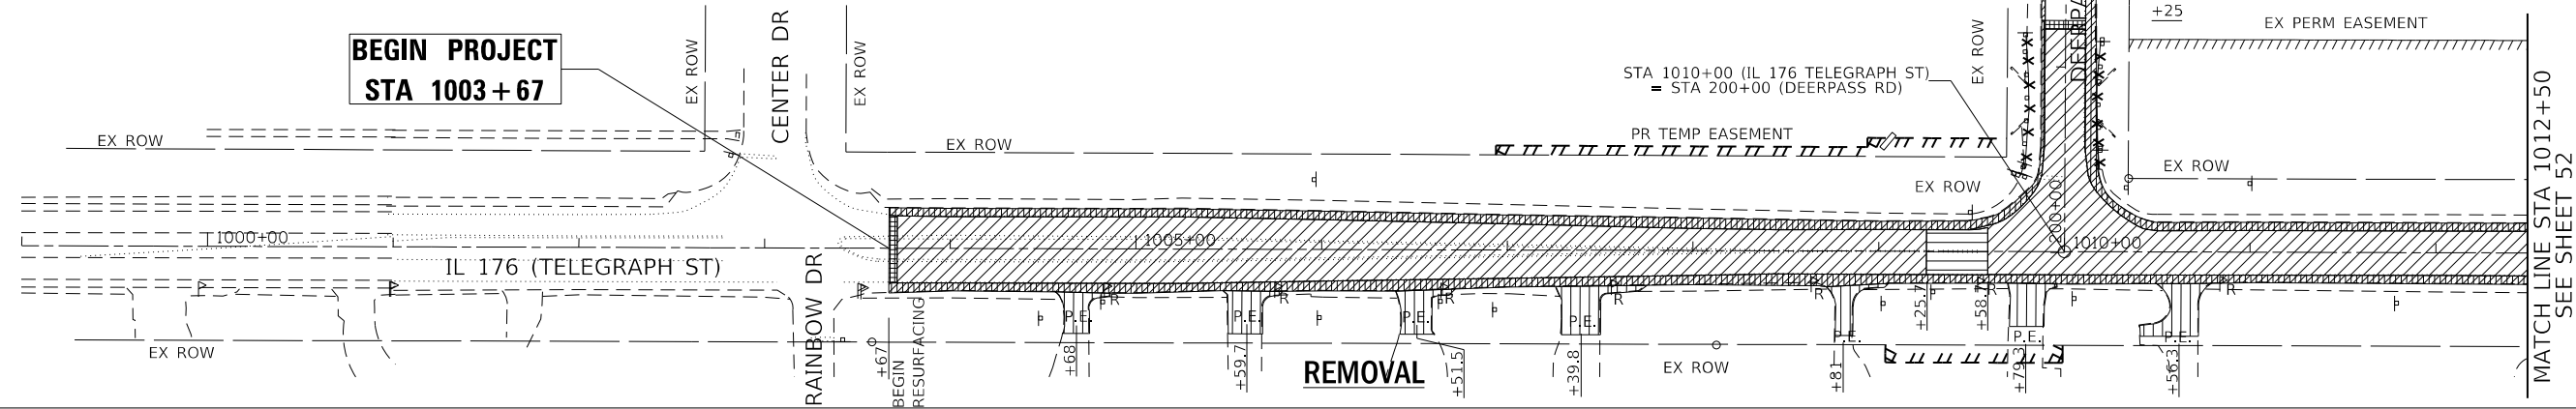 BEGIN PROJECT
STA 1003+67
EX ROW
CENTER DR
EX ROW
EX ROW
EX ROW
PR TEMP EASEMENT
STA 1010+00 (IL 176 TELEGRAPH ST)
= STA 200+00 (DEERPASS RD)
EX ROW
EX ROW
+25
EX PERM EASEMENT
EX ROW
MATCH LINE STA 1012+50
SEE SHEET 52
1000+00
1005+00
200+00
1010+00
IL 176 (TELEGRAPH ST)
RAINBOW DR
EX ROW
+67
BEGIN
RESURFACING
P.E.
+68
R
P.E.
+59.7
R
P.E.
+51.5
R
P.E.
+39.8
R
P.E.
+81
R
+25.7
+58.7
R
P.E.
+79.3
P.E.
+56.3
R
REMOVAL
EX ROW